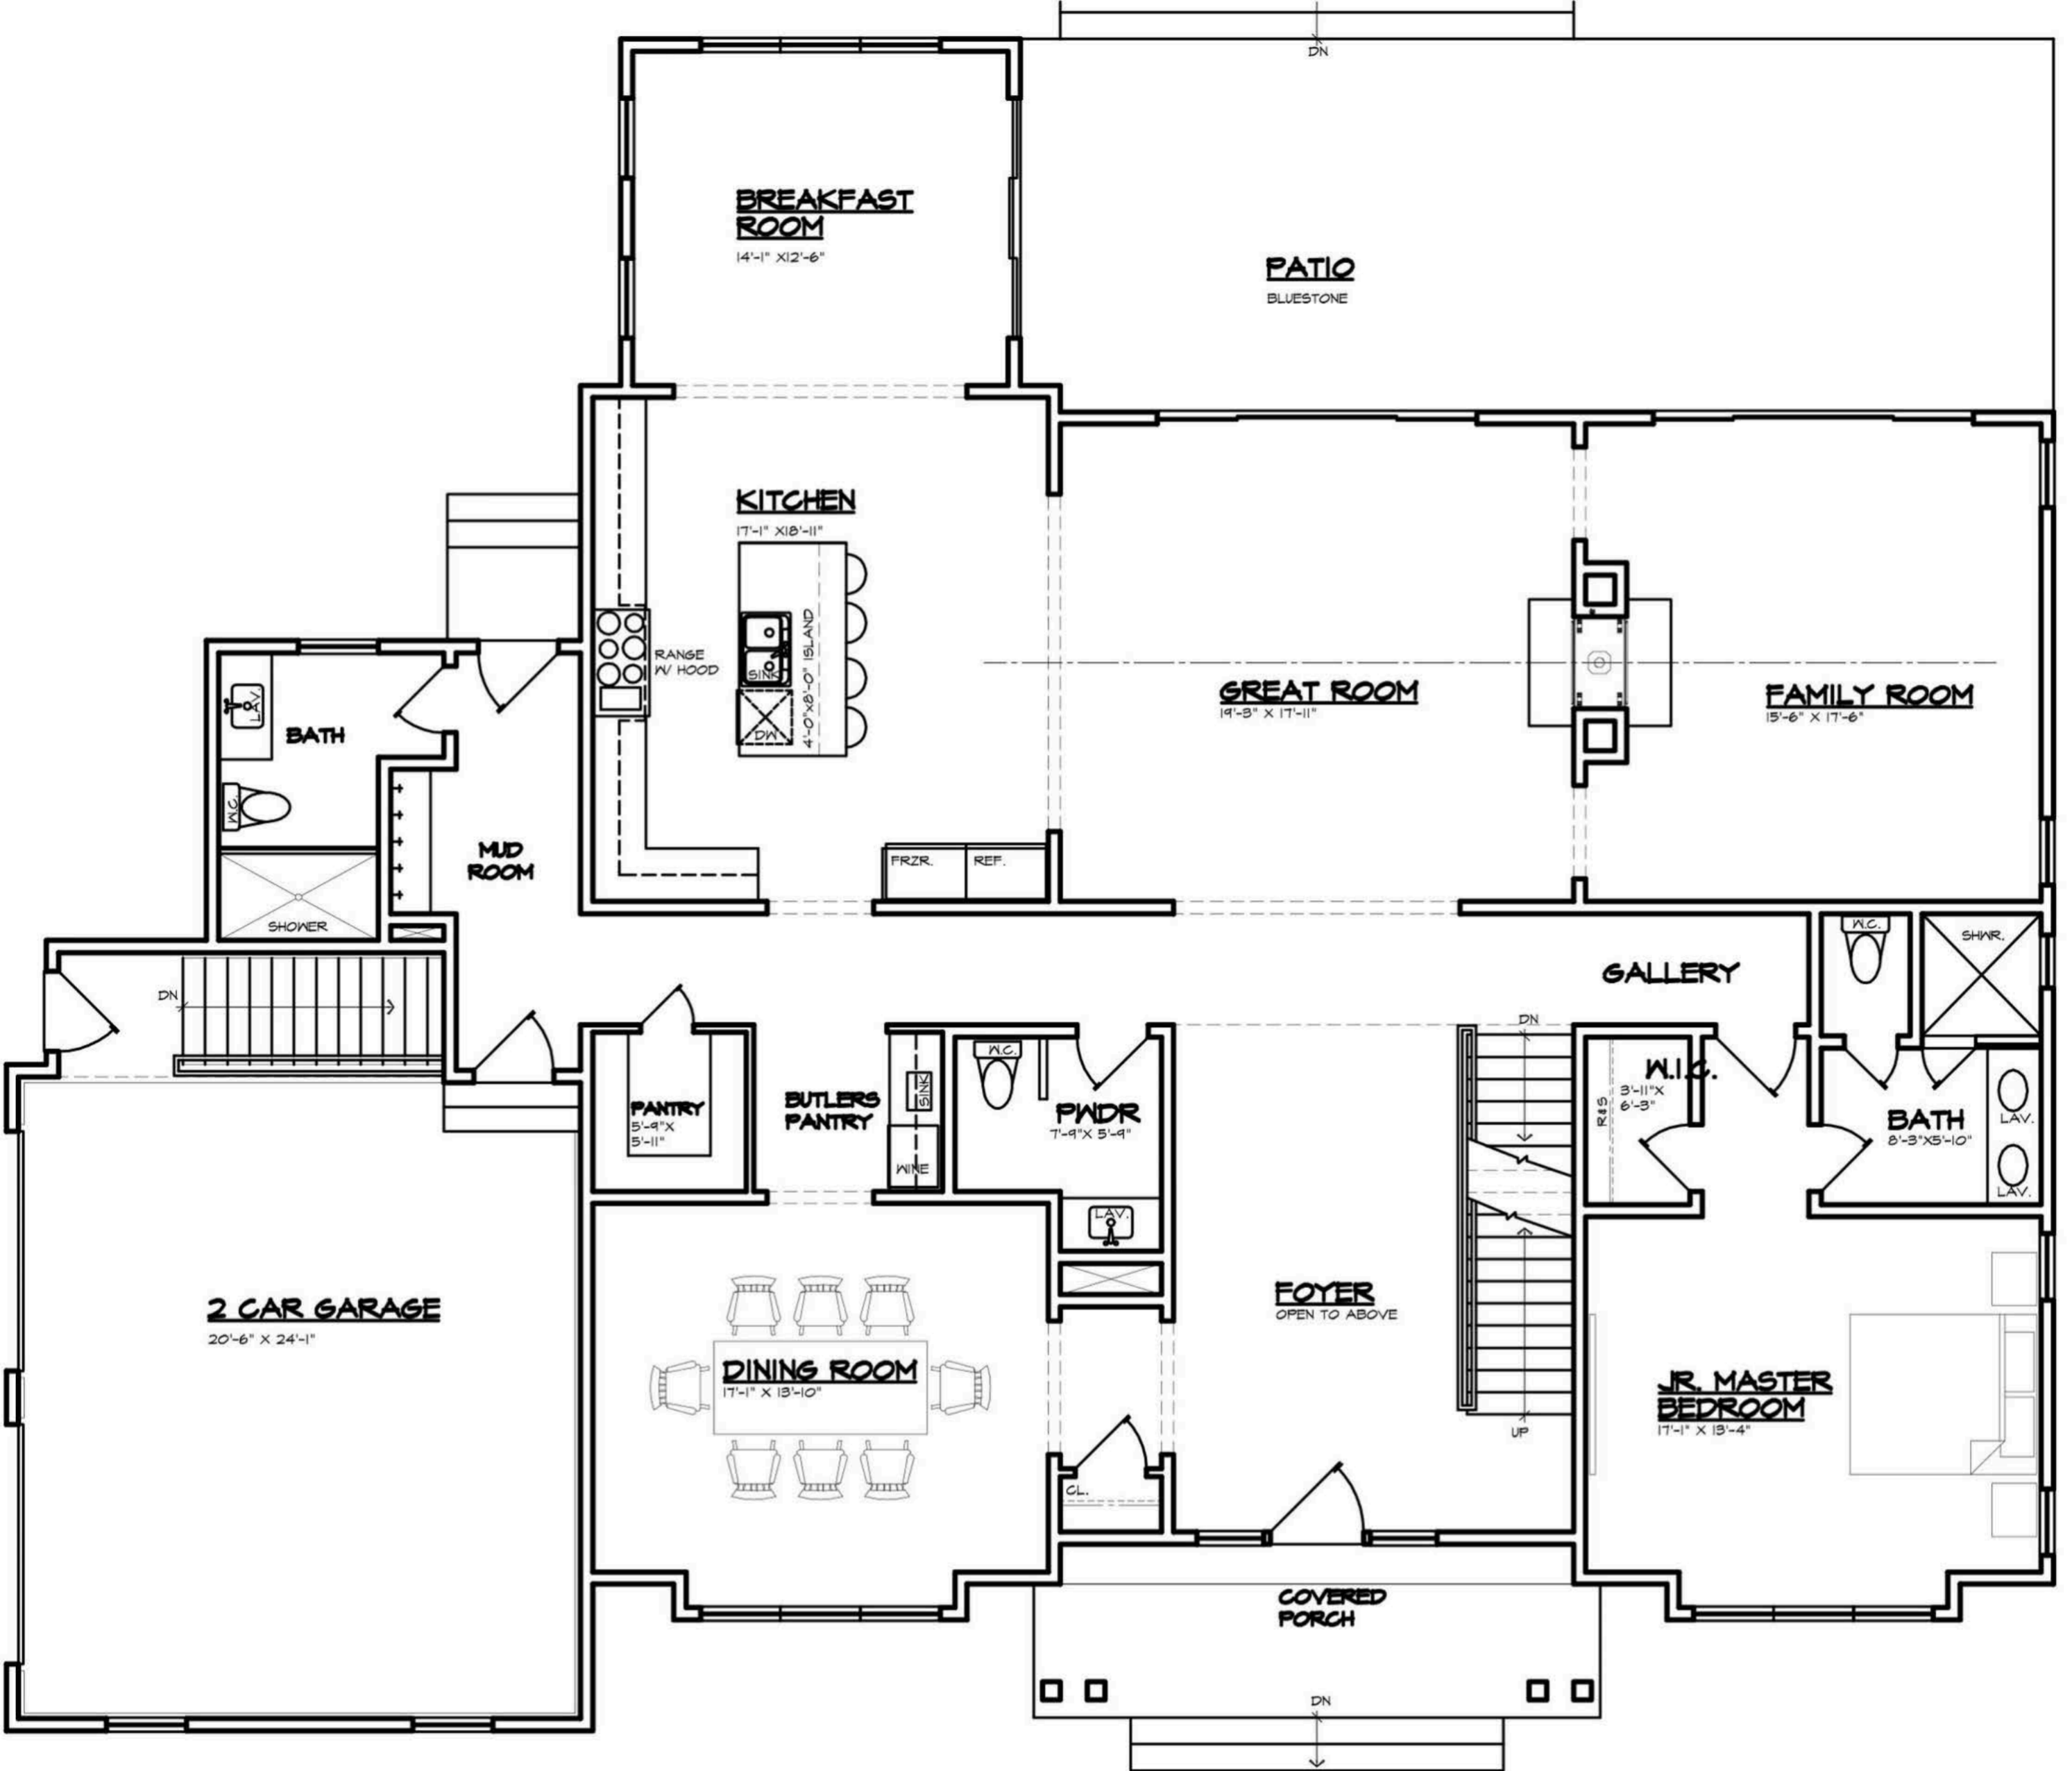 DN
BREAKFAST
ROOM
14'-1" X12'-6"
PATIO
BLUESTONE
KITCHEN
17'-1" X18'-11"
RANGE
W/ HOOD
SINK
DW
4'-0"X8'-0" ISLAND
GREAT ROOM
19'-3" X 17'-11"
FAMILY ROOM
15'-6" X 17'-6"
LAV.
BATH
W.C.
SHOWER
MUD
ROOM
FRZR.
REF.
GALLERY
W.C.
SHWR.
DN
PANTRY
5'-9"X
5'-11"
BUTLERS
PANTRY
SINK
WINE
W.C.
PWDR
7'-9"X 5'-9"
LAV.
DN
W.I.C.
3'-11"X
6'-3"
R&S
BATH
8'-3"X5'-10"
LAV.
LAV.
2 CAR GARAGE
20'-6" X 24'-1"
DINING ROOM
17'-1" X 13'-10"
FOYER
OPEN TO ABOVE
JR. MASTER
BEDROOM
17'-1" X 13'-4"
UP
CL.
COVERED
PORCH
DN